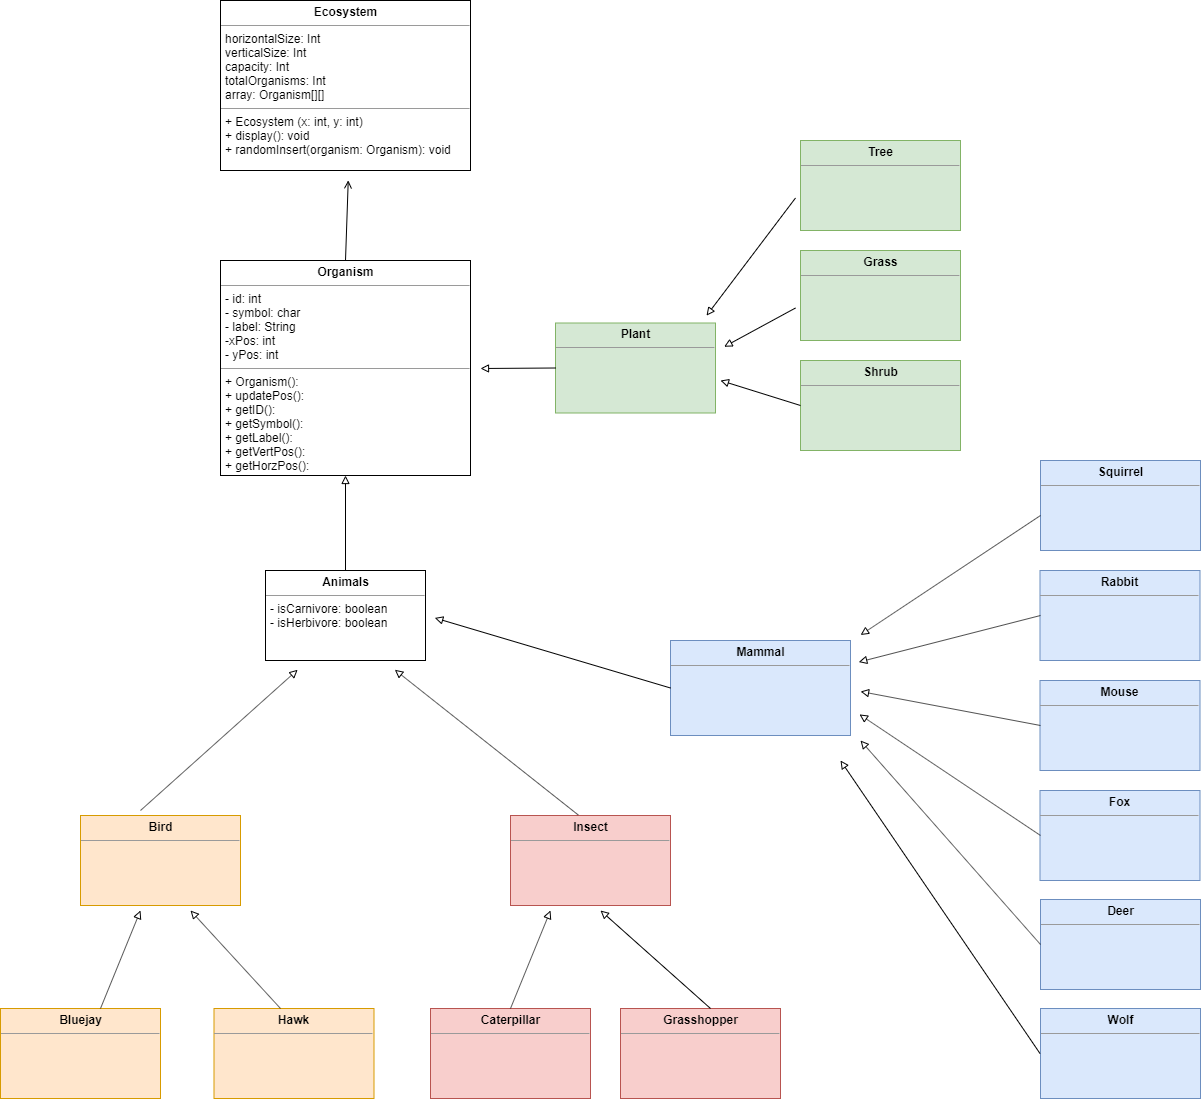 Ecosystem
horizontalSize: Int
verticalSize: Int
capacity: Int
totalOrganisms: Int
array: Organism[][]
+ Ecosystem (x: int, y: int)
+ display(): void
+ randomInsert(organism: Organism): void
Tree
Grass
Organism
- id: int
- symbol: char
- label: String
-xPos: int
- yPos: int
+ Organism():
+ updatePos():
+ getID():
+ getSymbol():
+ getLabel():
+ getVertPos():
+ getHorzPos():
Plant
Shrub
Squirrel
Animals
- isCarnivore: boolean
- isHerbivore: boolean
Rabbit
Mammal
Mouse
Fox
Bird
Insect
Deer
Bluejay
Hawk
Caterpillar
Grasshopper
Wolf